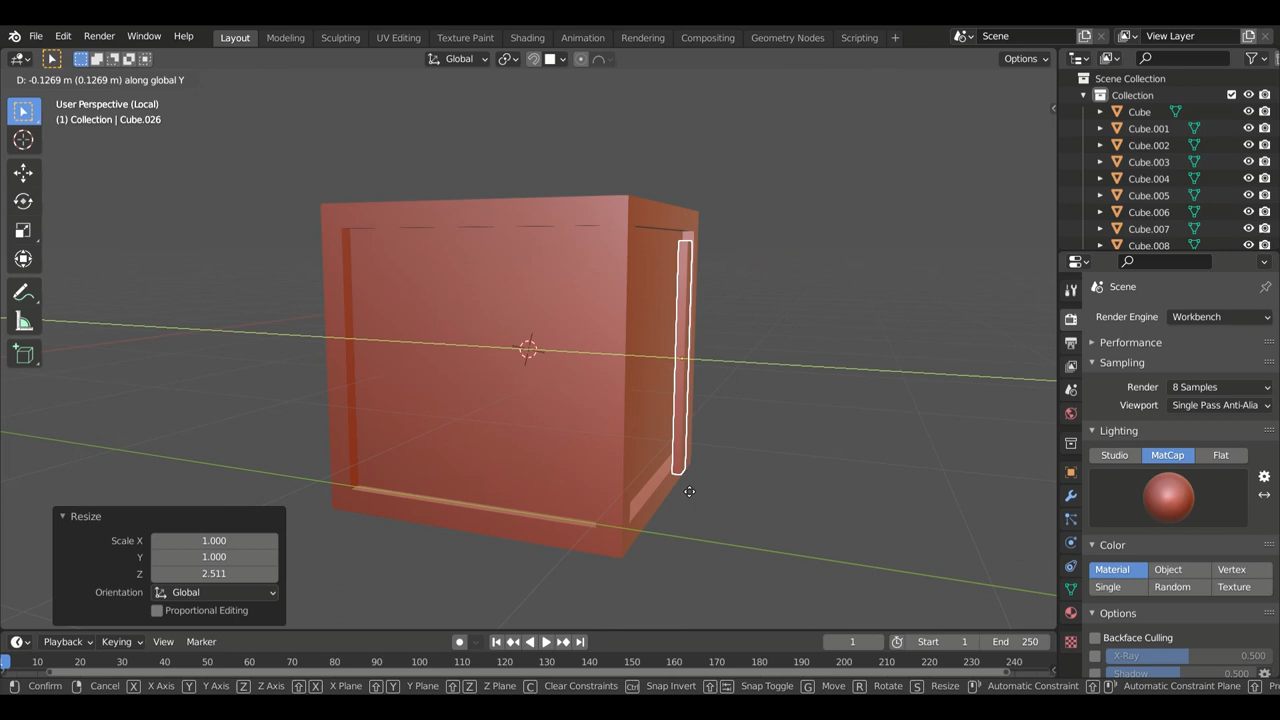 File Edit Render Window Help Layout Modeling Sculpting UV Editing Texture Paint Shading Animation Rendering Compositing Geometry Nodes Scripting + Scene View Layer
Global Options
D: -0.1269 m (0.1269 m) along global Y
User Perspective (Local)
(1) Collection | Cube.026
Scene Collection
Collection
Cube
Cube.001
Cube.002
Cube.003
Cube.004
Cube.005
Cube.006
Cube.007
Cube.008
Scene
Render Engine Workbench
Performance
Sampling
Render 8 Samples
Viewport Single Pass Anti-Alia
Lighting
Studio MatCap Flat
Color
Material Object Vertex
Single Random Texture
Options
Backface Culling
X-Ray 0.500
Shadow 0.500
Resize
Scale X 1.000
Y 1.000
Z 2.511
Orientation Global
Proportional Editing
Playback Keying View Marker 1 Start 1 End 250
10 20 30 40 50 60 70 80 90 100 110 120 130 140 150 160 170 180 190 200 210 220 230 240
Confirm Cancel X X Axis Y Y Axis Z Z Axis X X Plane Y Y Plane Z Z Plane C Clear Constraints Ctrl Snap Invert Snap Toggle G Move R Rotate S Resize Automatic Constraint Automatic Constraint Plane